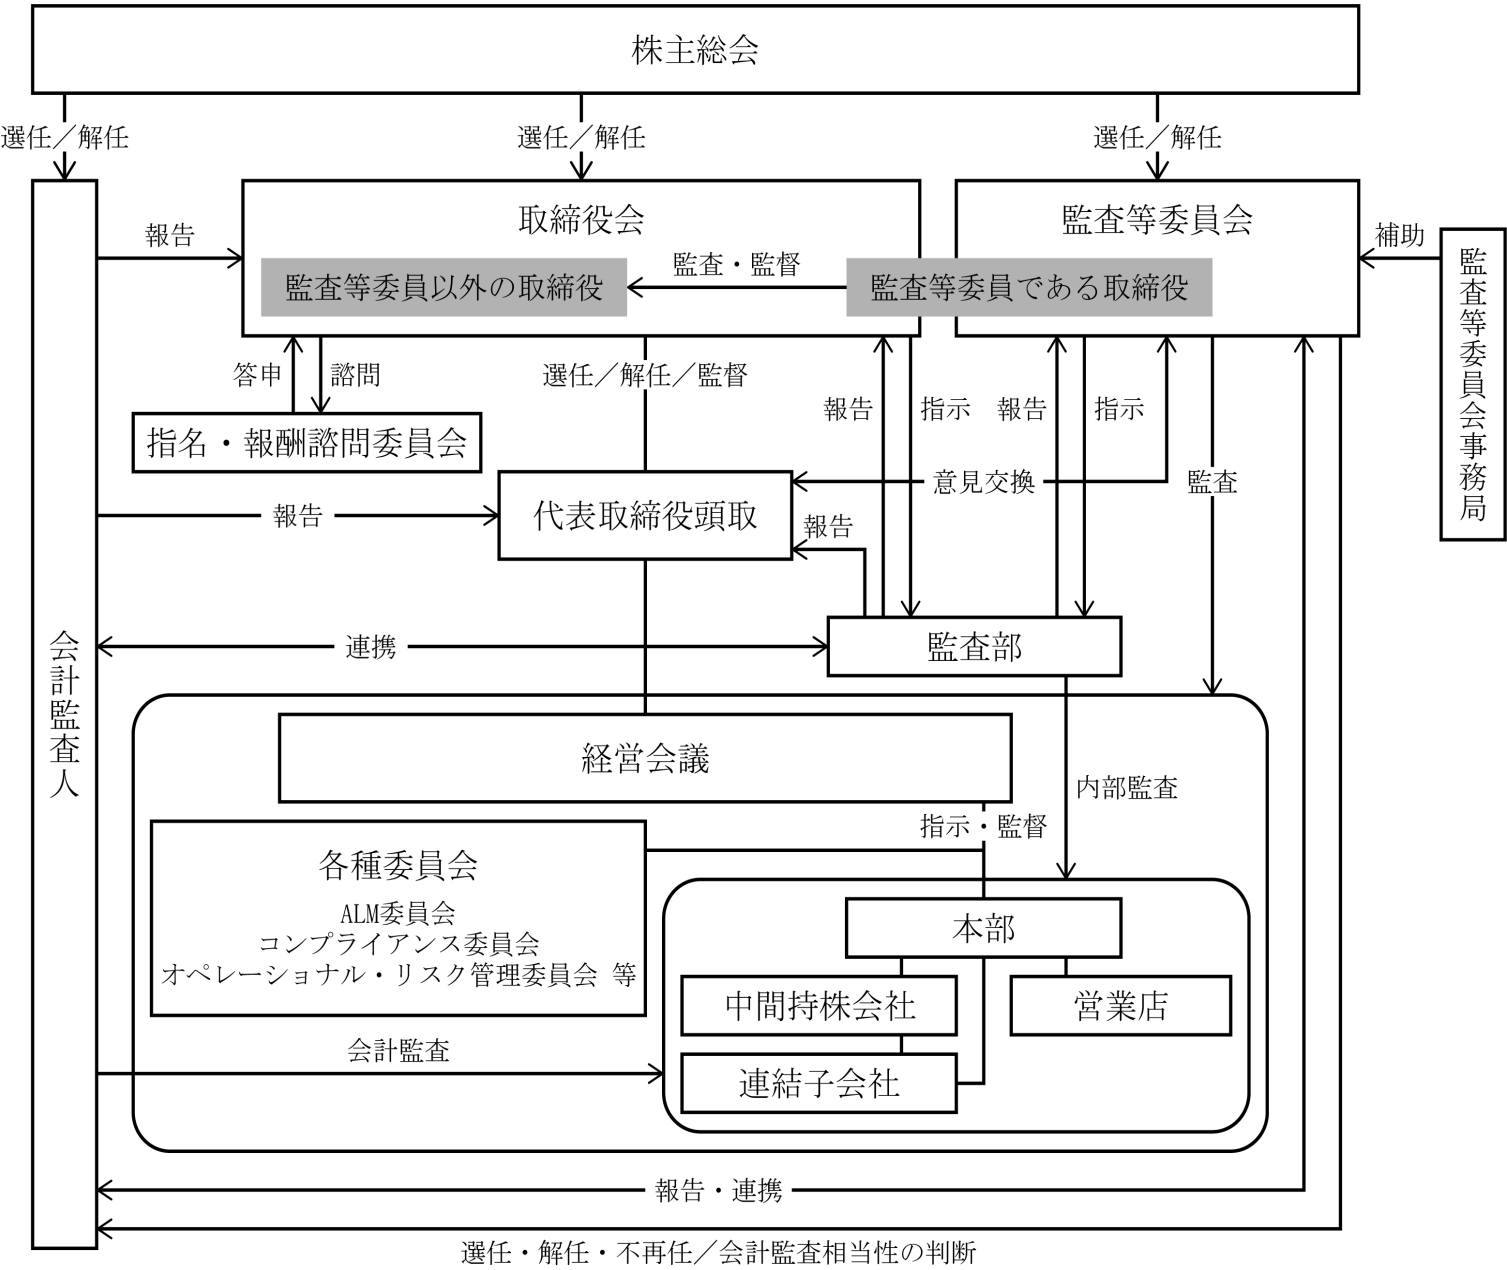 株主総会
選任／解任
選任／解任
選任／解任
取締役会
監査等委員会
報告
補助
監査等委員会事務局
監査等委員以外の取締役
監査・監督
監査等委員である取締役
答申
諮問
選任／解任／監督
報告
指示
報告
指示
指名・報酬諮問委員会
意見交換
監査
報告
代表取締役頭取
報告
会計監査人
連携
監査部
経営会議
内部監査
指示・監督
各種委員会
ALM委員会
コンプライアンス委員会
オペレーショナル・リスク管理委員会 等
本部
中間持株会社
営業店
会計監査
連結子会社
報告・連携
選任・解任・不再任／会計監査相当性の判断